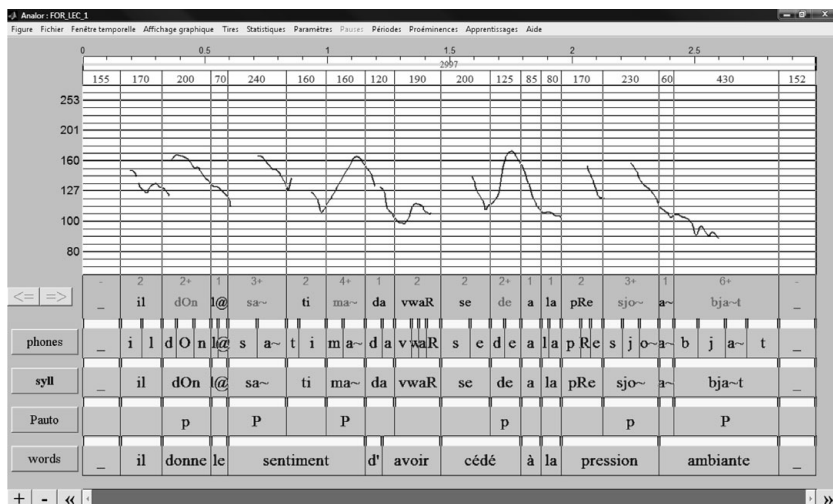 Analor : FOR_LEC_1
Figure Fichier Fenêtre temporelle Affichage graphique Tires Statistiques Paramètres Pauses Périodes Proéminences Apprentissages Aide
0 0.5 1 1.5 2 2.5
2997
155 170 200 70 240 160 160 120 190 200 125 85 80 170 230 60 430 152
253
201
160
127
100
80
- 2 2+ 1 3+ 2 4+ 1 2 2 2+ 1 1 2 3+ 1 6+ -
<= => _ il dOn l@ sa~ ti ma~ da vwaR se de a la pRe sjo~ a~ bja~t _
phones _ i l d O n l @ s a~ t i m a~ d a v w a R s e d e a l a p R e s j o~ a~ b j a~ t _
syll _ il dOn l@ sa~ ti ma~ da vwaR se de a la pRe sjo~ a~ bja~t _
Pauto p P P p p P
words _ il donne le sentiment d' avoir cédé à la pression ambiante _
+ - « »